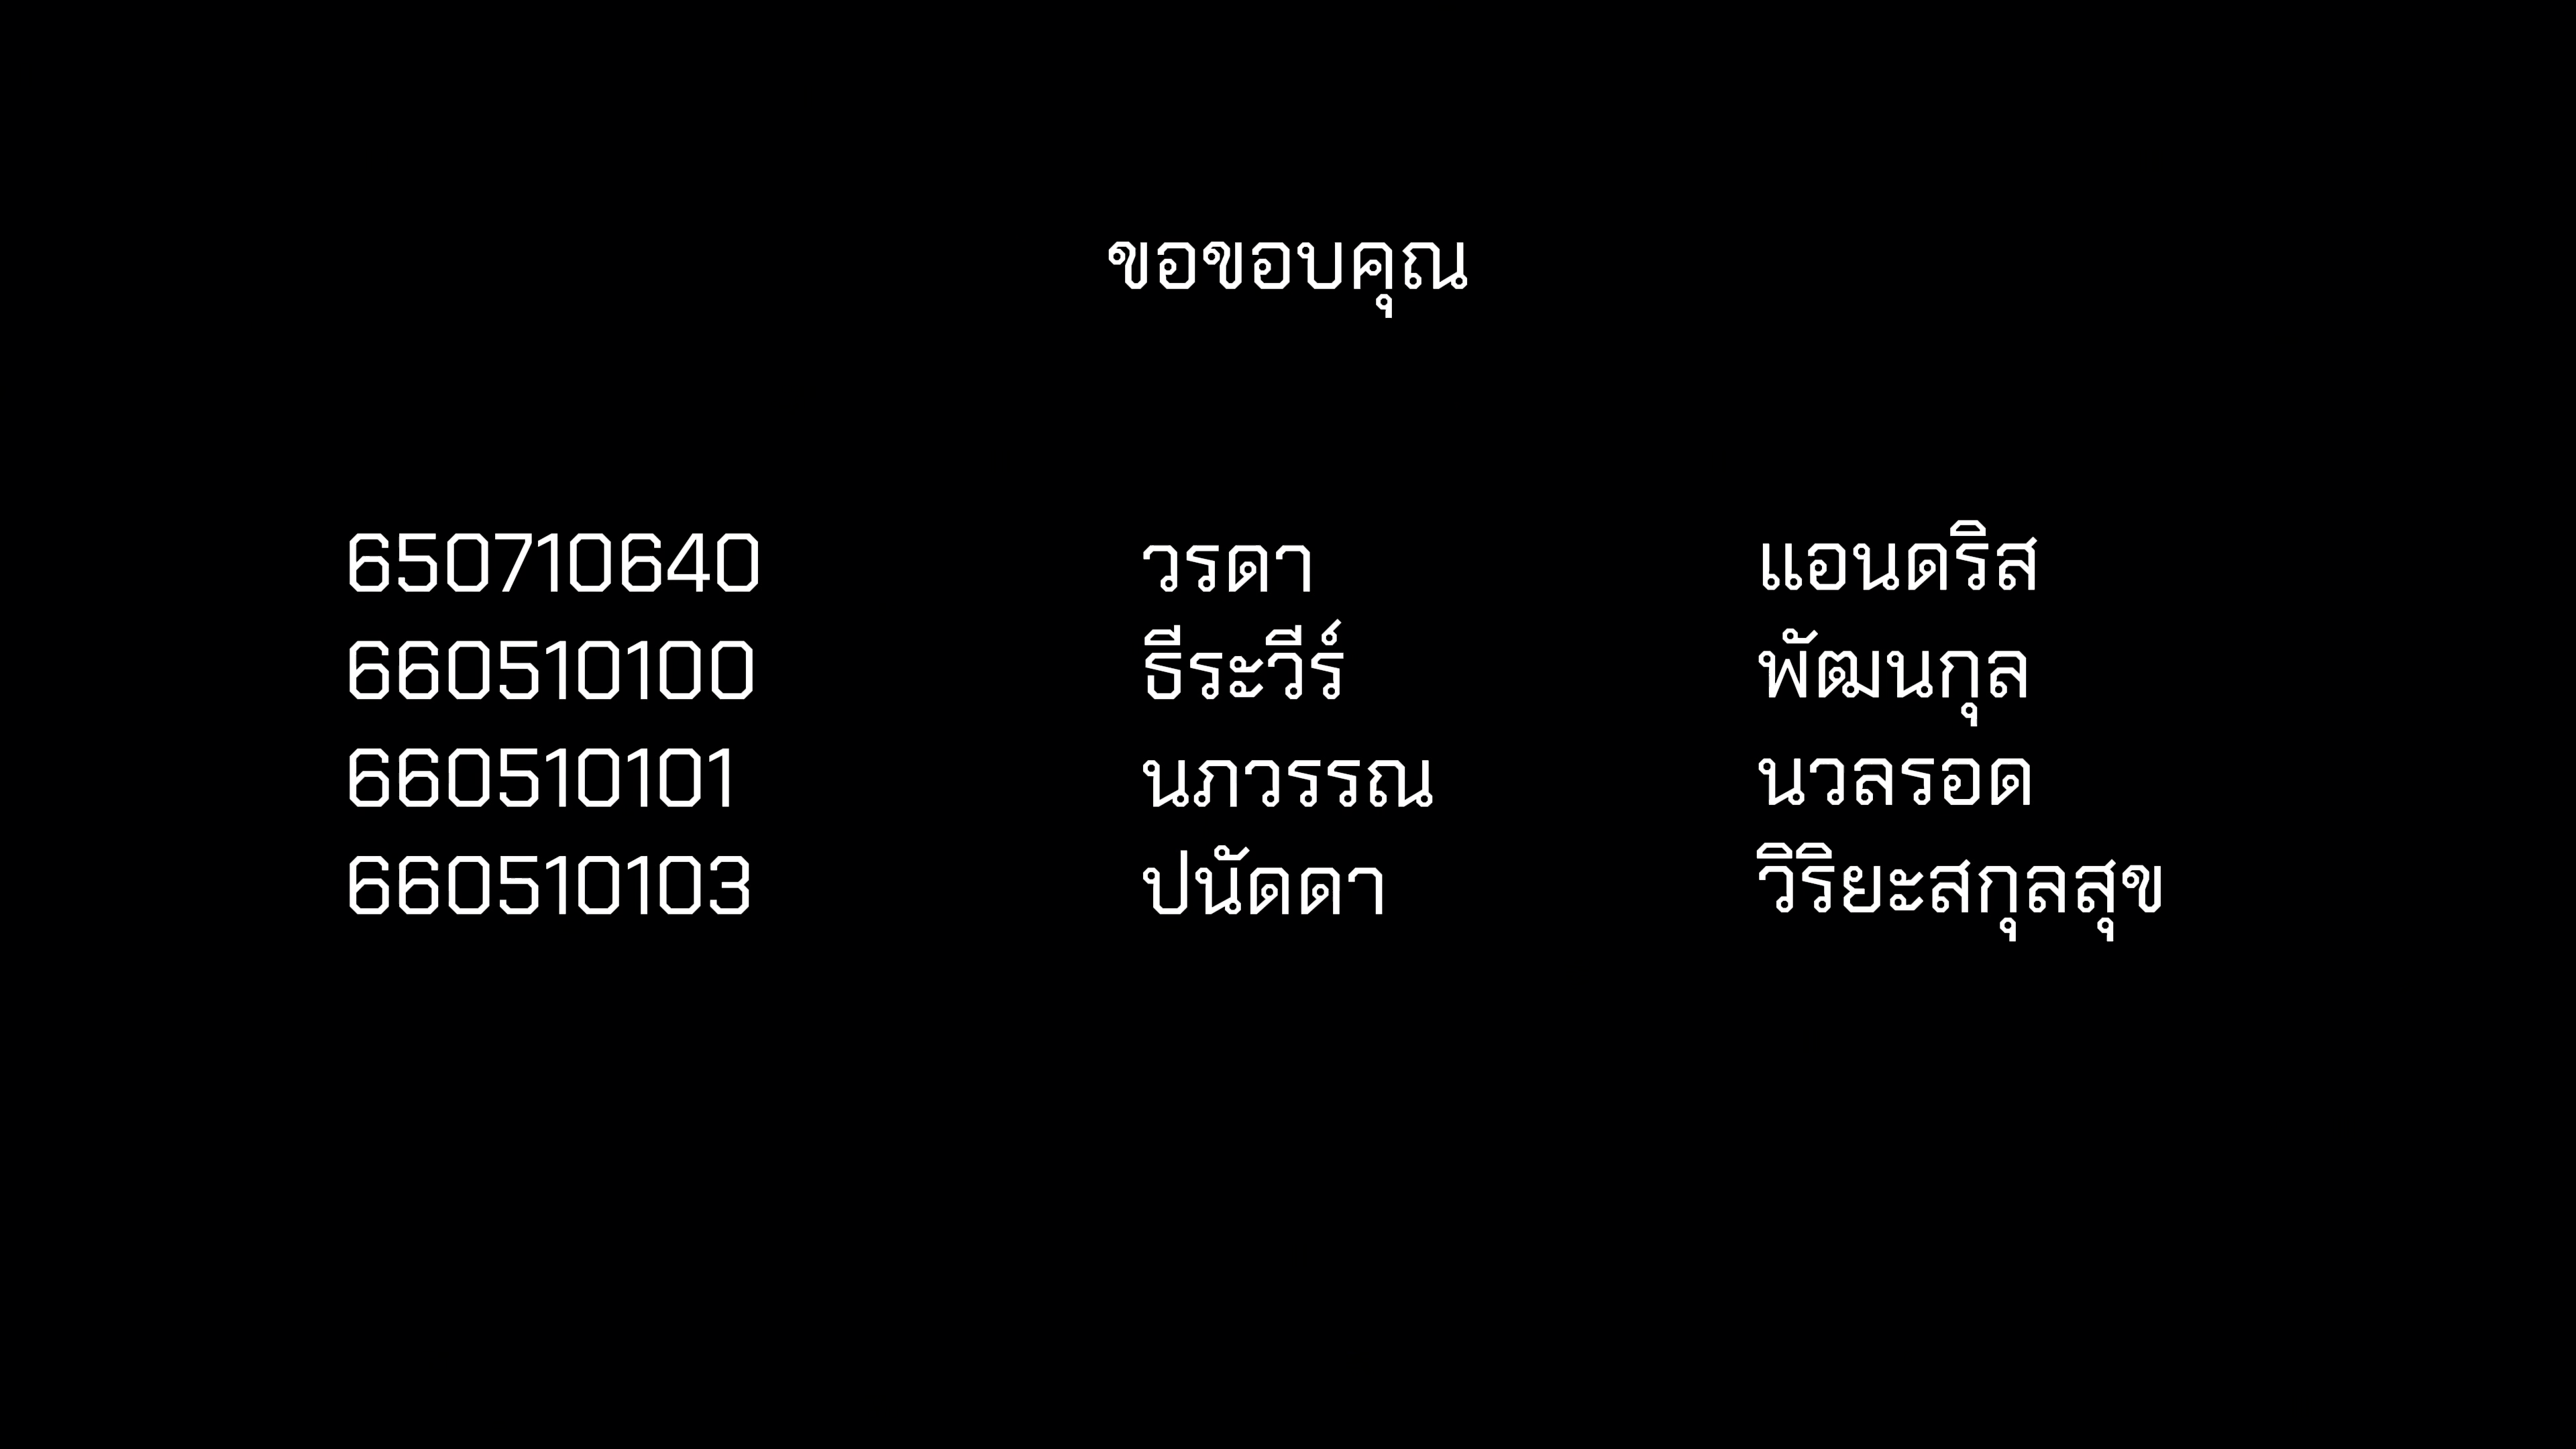 ขอขอบคุณ
650710640 วรดา แอนดริส
660510100 ธีระวีร์ พัฒนกุล
660510101 นภวรรณ นวลรอด
660510103 ปนัดดา วิริยะสกุลสุข